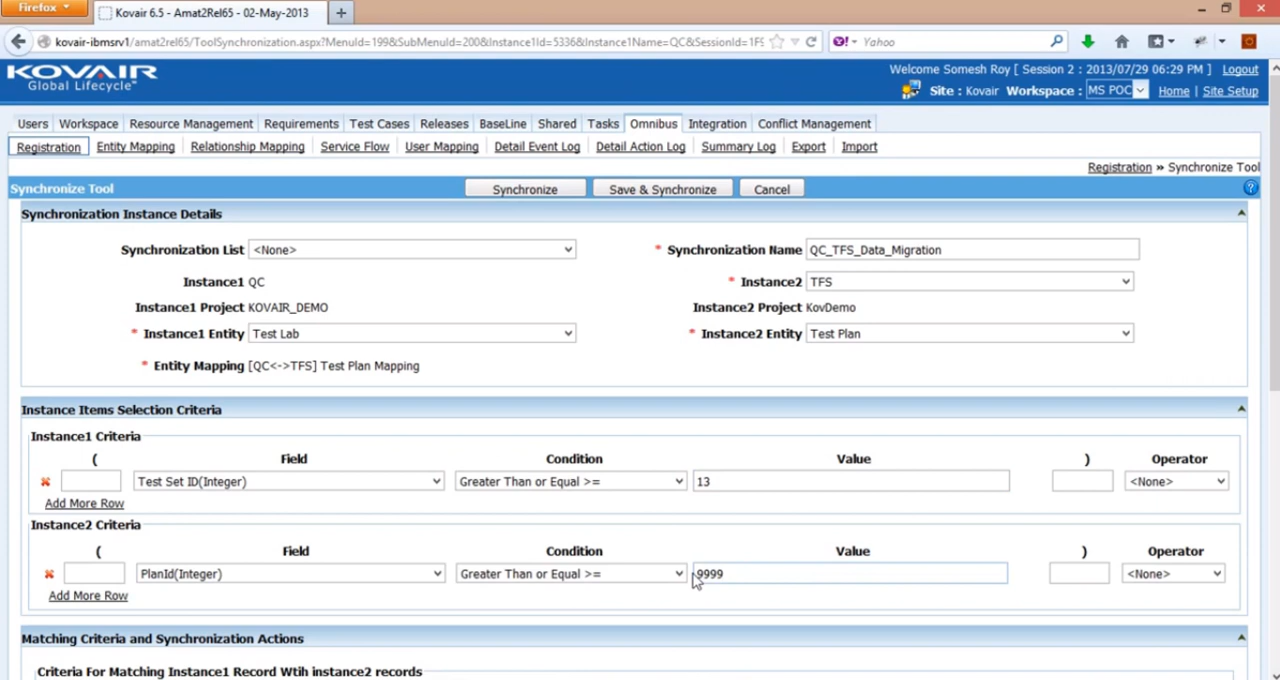 Firefox
Kovair 6.5 - Amat2Rel65 - 02-May-2013
kovair-ibmsrv1/amat2rel65/ToolSynchronization.aspx?MenuId=199&SubMenuId=200&Instance1Id=5336&Instance1Name=QC&SessionId=1F9
Yahoo
KOVAIR
Global Lifecycle™
Welcome Somesh Roy [ Session 2 : 2013/07/29 06:29 PM ] Logout
Site : Kovair Workspace : MS POC Home | Site Setup
Users Workspace Resource Management Requirements Test Cases Releases BaseLine Shared Tasks Omnibus Integration Conflict Management
Registration Entity Mapping Relationship Mapping Service Flow User Mapping Detail Event Log Detail Action Log Summary Log Export Import
Registration » Synchronize Tool
Synchronize Tool Synchronize Save & Synchronize Cancel ?
Synchronization Instance Details
Synchronization List <None> * Synchronization Name QC_TFS_Data_Migration
Instance1 QC * Instance2 TFS
Instance1 Project KOVAIR_DEMO Instance2 Project KovDemo
* Instance1 Entity Test Lab * Instance2 Entity Test Plan
* Entity Mapping [QC<->TFS] Test Plan Mapping
Instance Items Selection Criteria
Instance1 Criteria
( Field Condition Value ) Operator
Test Set ID(Integer) Greater Than or Equal >= 13 <None>
Add More Row
Instance2 Criteria
( Field Condition Value ) Operator
PlanId(Integer) Greater Than or Equal >= 9999 <None>
Add More Row
Matching Criteria and Synchronization Actions
Criteria For Matching Instance1 Record Wtih instance2 records